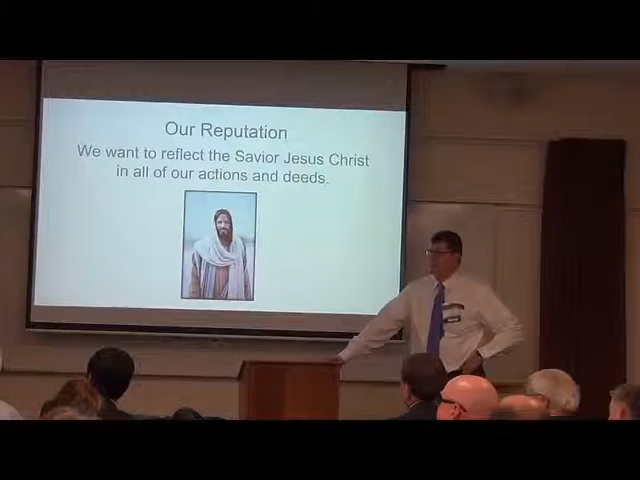 Our Reputation
We want to reflect the Savior Jesus Christ
in all of our actions and deeds.